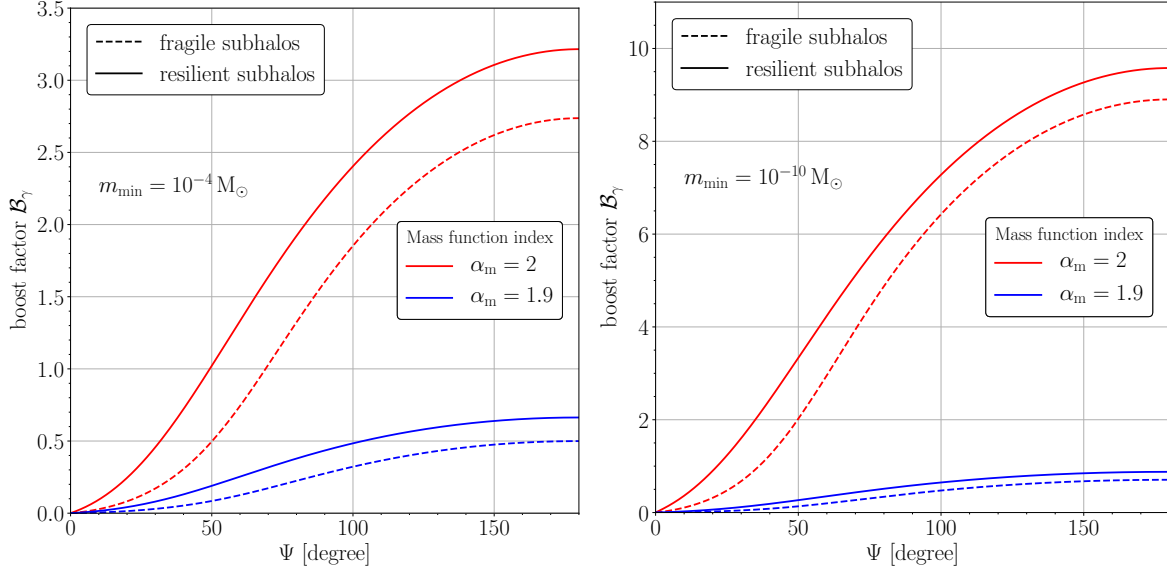 fragile subhalos
resilient subhalos
m_min = 10^−4 M_⊙
Mass function index
α_m = 2
α_m = 1.9
boost factor ℬ_γ
3.5
3.0
2.5
2.0
1.5
1.0
0.5
0.0
0
50
100
150
Ψ [degree]
fragile subhalos
resilient subhalos
m_min = 10^−10 M_⊙
Mass function index
α_m = 2
α_m = 1.9
boost factor ℬ_γ
10
8
6
4
2
0
0
50
100
150
Ψ [degree]